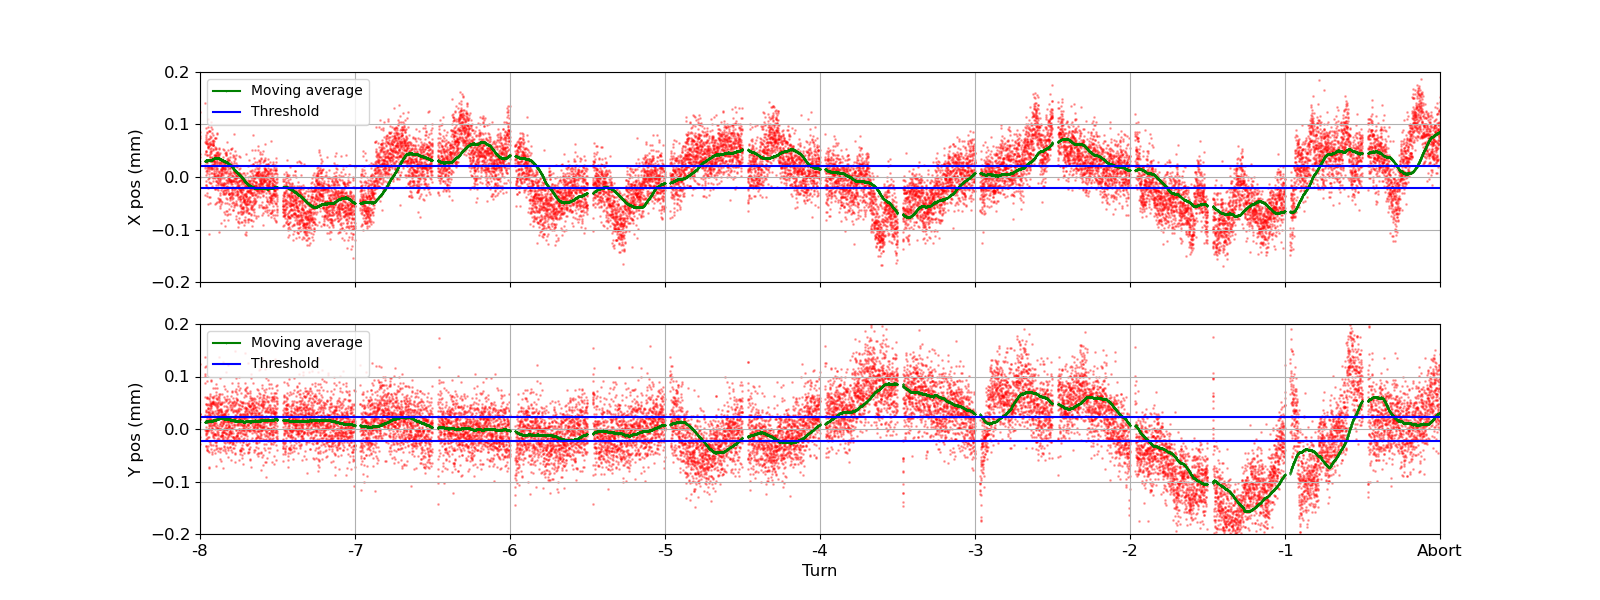 0.2
0.1
0.0
−0.1
−0.2
X pos (mm)
Moving average
Threshold
0.2
0.1
0.0
−0.1
−0.2
Y pos (mm)
Moving average
Threshold
-8 -7 -6 -5 -4 -3 -2 -1 Abort
Turn